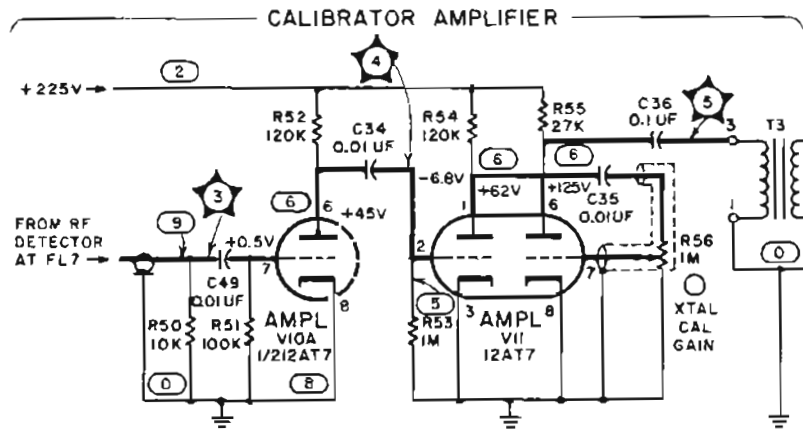 CALIBRATOR AMPLIFIER
+225V
2
4
5
R52
120K
C34
0.01UF
R54
120K
R55
27K
C36
0.1UF
3
T3
3
6
6
6
-6.8V
1
+62V
6
+125V
C35
0.01UF
1
FROM RF
DETECTOR
AT FL7
9
+0.5V
7
6
+45V
2
7
R56
1M
0
C49
0.01UF
8
5
3
8
XTAL
CAL
GAIN
R50
10K
R51
100K
AMPL
V10A
1/212AT7
R53
1M
AMPL
V11
12AT7
0
8